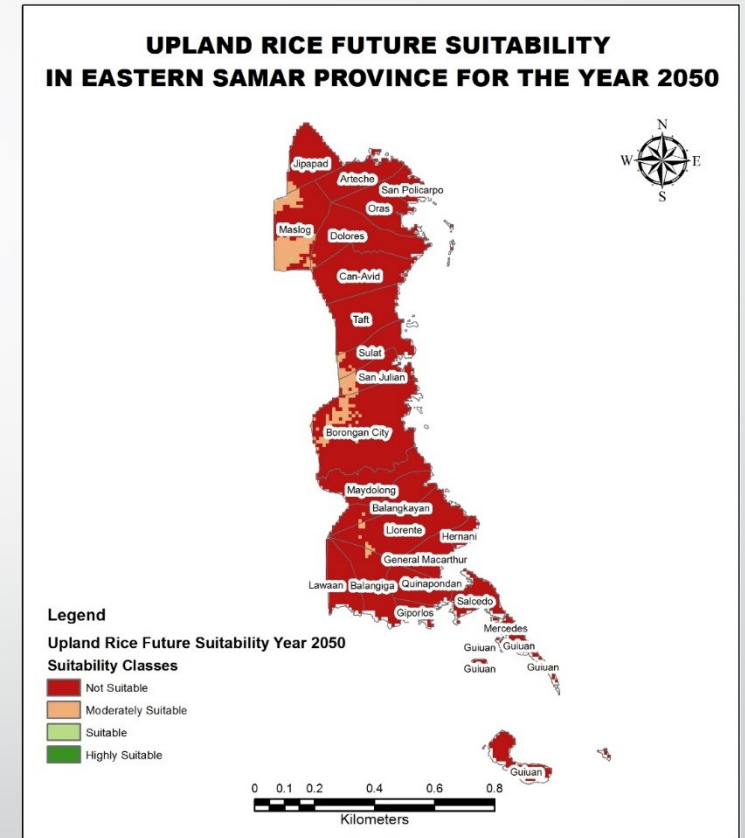 UPLAND RICE FUTURE SUITABILITY
IN EASTERN SAMAR PROVINCE FOR THE YEAR 2050
N
W
E
S
Jipapad
Arteche
San Policarpo
Oras
Maslog
Dolores
Can-Avid
Taft
Sulat
San Julian
Borongan City
Maydolong
Balangkayan
Llorente
Hernani
General Macarthur
Lawaan
Balangiga
Quinapondan
Giporlos
Salcedo
Mercedes
Guiuan
Guiuan
Guiuan
Guiuan
Guiuan
Legend
Upland Rice Future Suitability Year 2050
Suitability Classes
Not Suitable
Moderately Suitable
Suitable
Highly Suitable
0 0.1 0.2 0.4 0.6 0.8
Kilometers